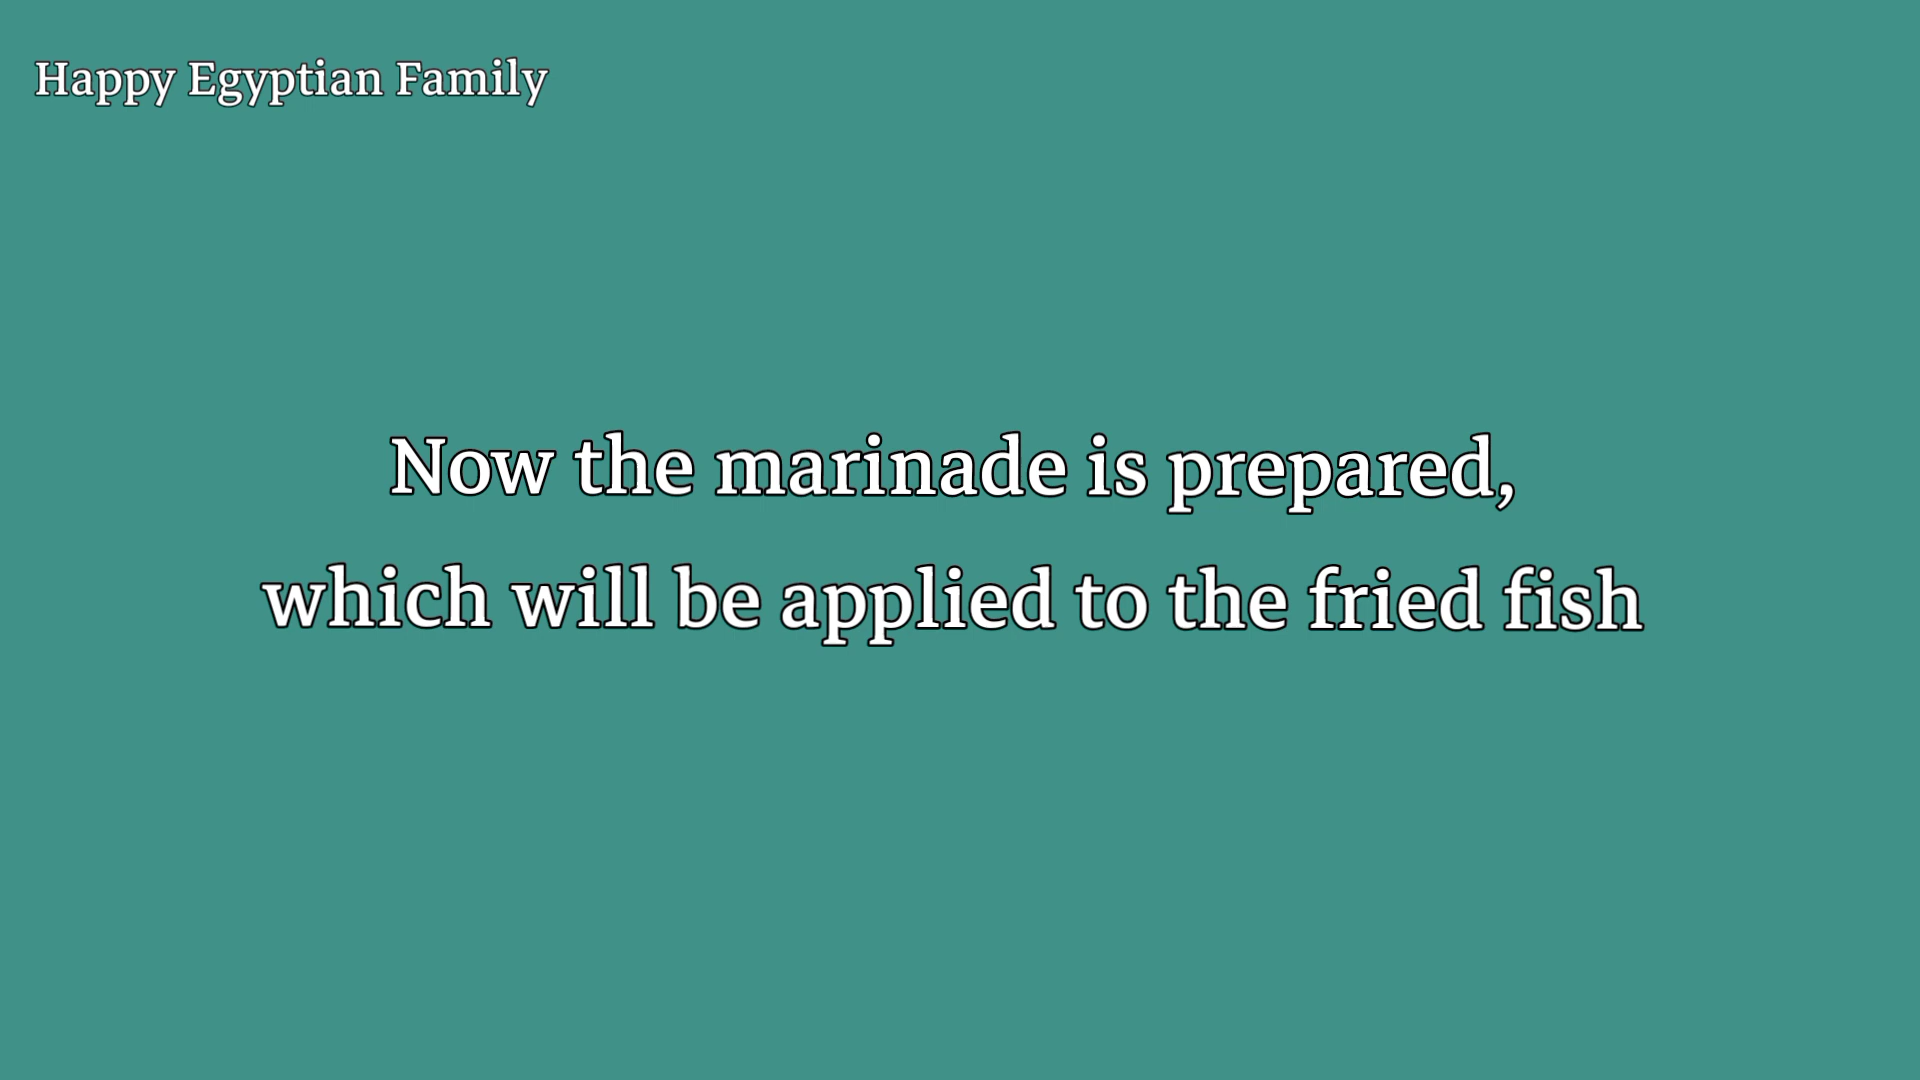 Happy Egyptian Family
Now the marinade is prepared,
which will be applied to the fried fish